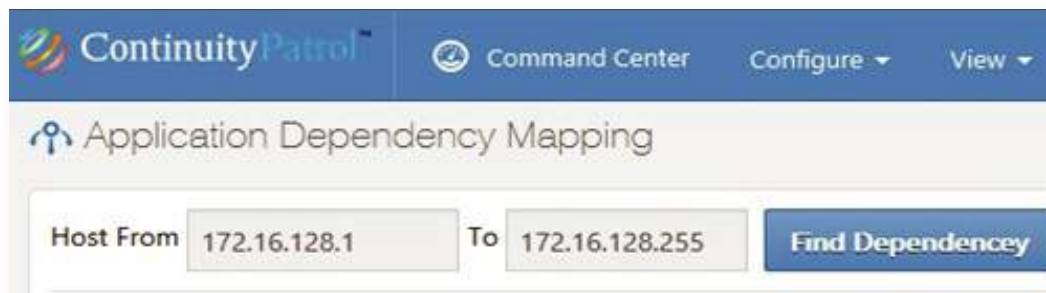 ContinuityPatrol™ Command Center Configure View
Application Dependency Mapping
Host From 172.16.128.1 To 172.16.128.255 Find Dependencey